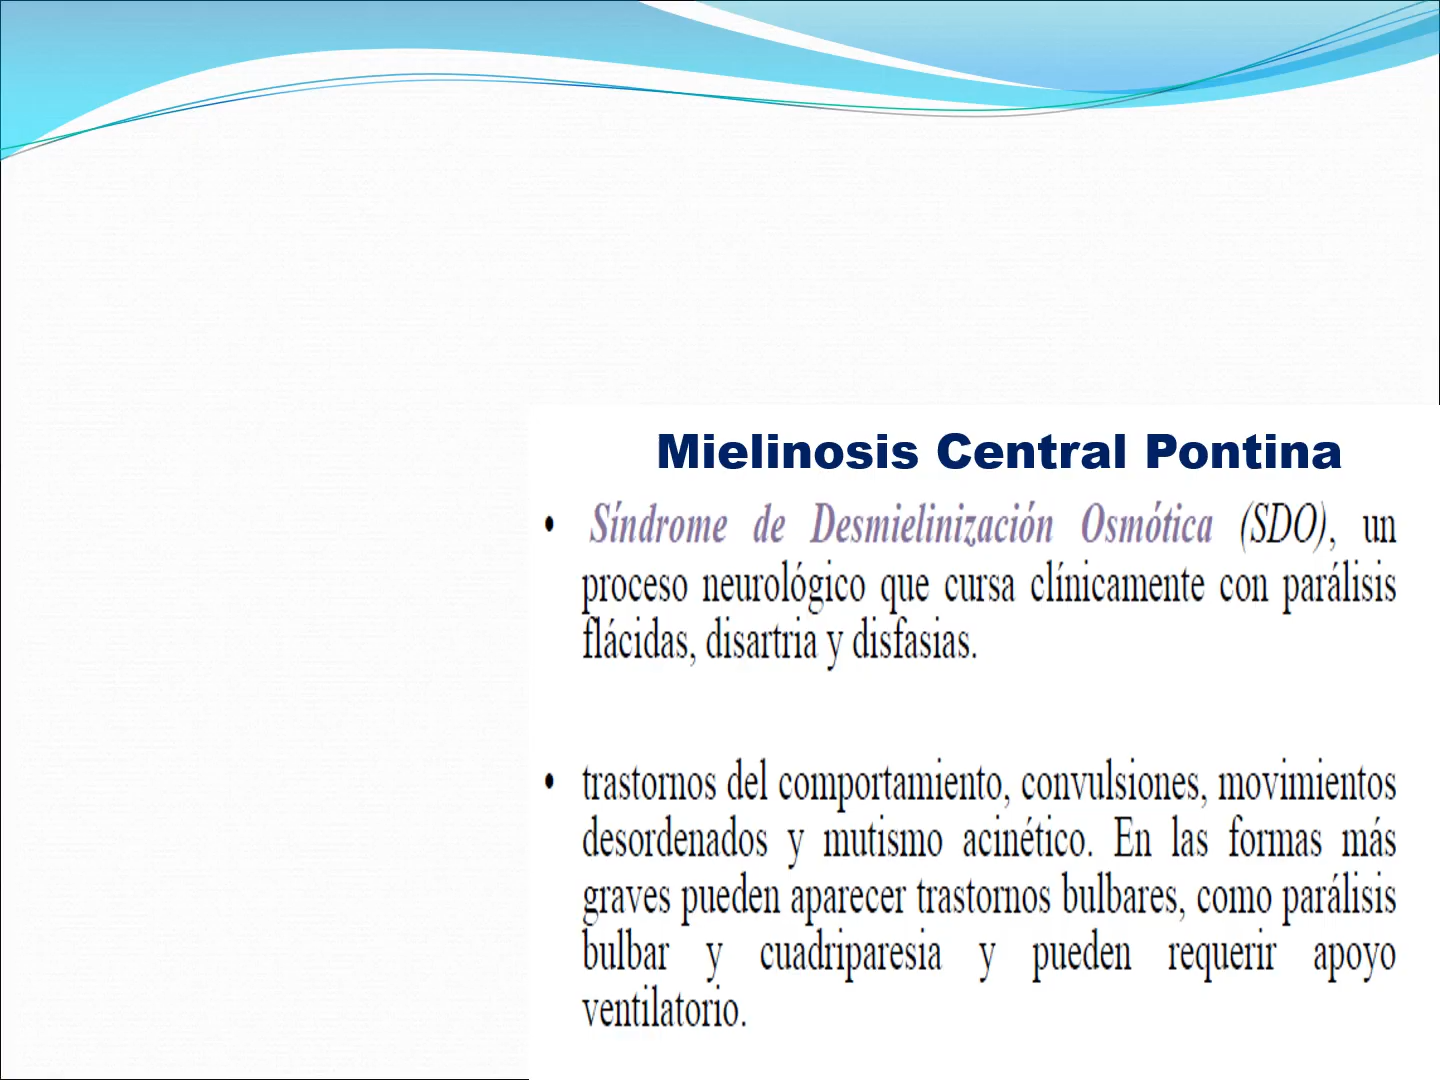 Mielinosis Central Pontina
• Síndrome de Desmielinización Osmótica (SDO), un
proceso neurológico que cursa clínicamente con parálisis
flácidas, disartria y disfasias.
• trastornos del comportamiento, convulsiones, movimientos
desordenados y mutismo acinético. En las formas más
graves pueden aparecer trastornos bulbares, como parálisis
bulbar y cuadriparesia y pueden requerir apoyo
ventilatorio.